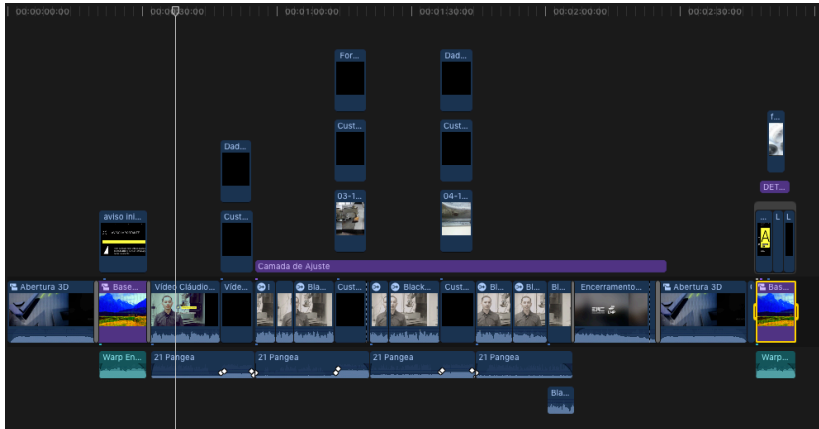 00:00:00:00
00:00:30:00
00:01:00:00
00:01:30:00
00:02:00:00
00:02:30:00
For...
Dad...
f...
Cust...
Cust...
Dad...
DET...
03-1...
04-1...
aviso ini...
Cust...
...
L
L
Camada de Ajuste
Abertura 3D
Base...
Vídeo Cláudio...
Víde...
Bla...
Cust...
Black...
Cust...
Bl...
Bl...
Bl...
Encerramento...
Abertura 3D
Bas...
Warp En...
21 Pangea
21 Pangea
21 Pangea
21 Pangea
Warp...
Bla...